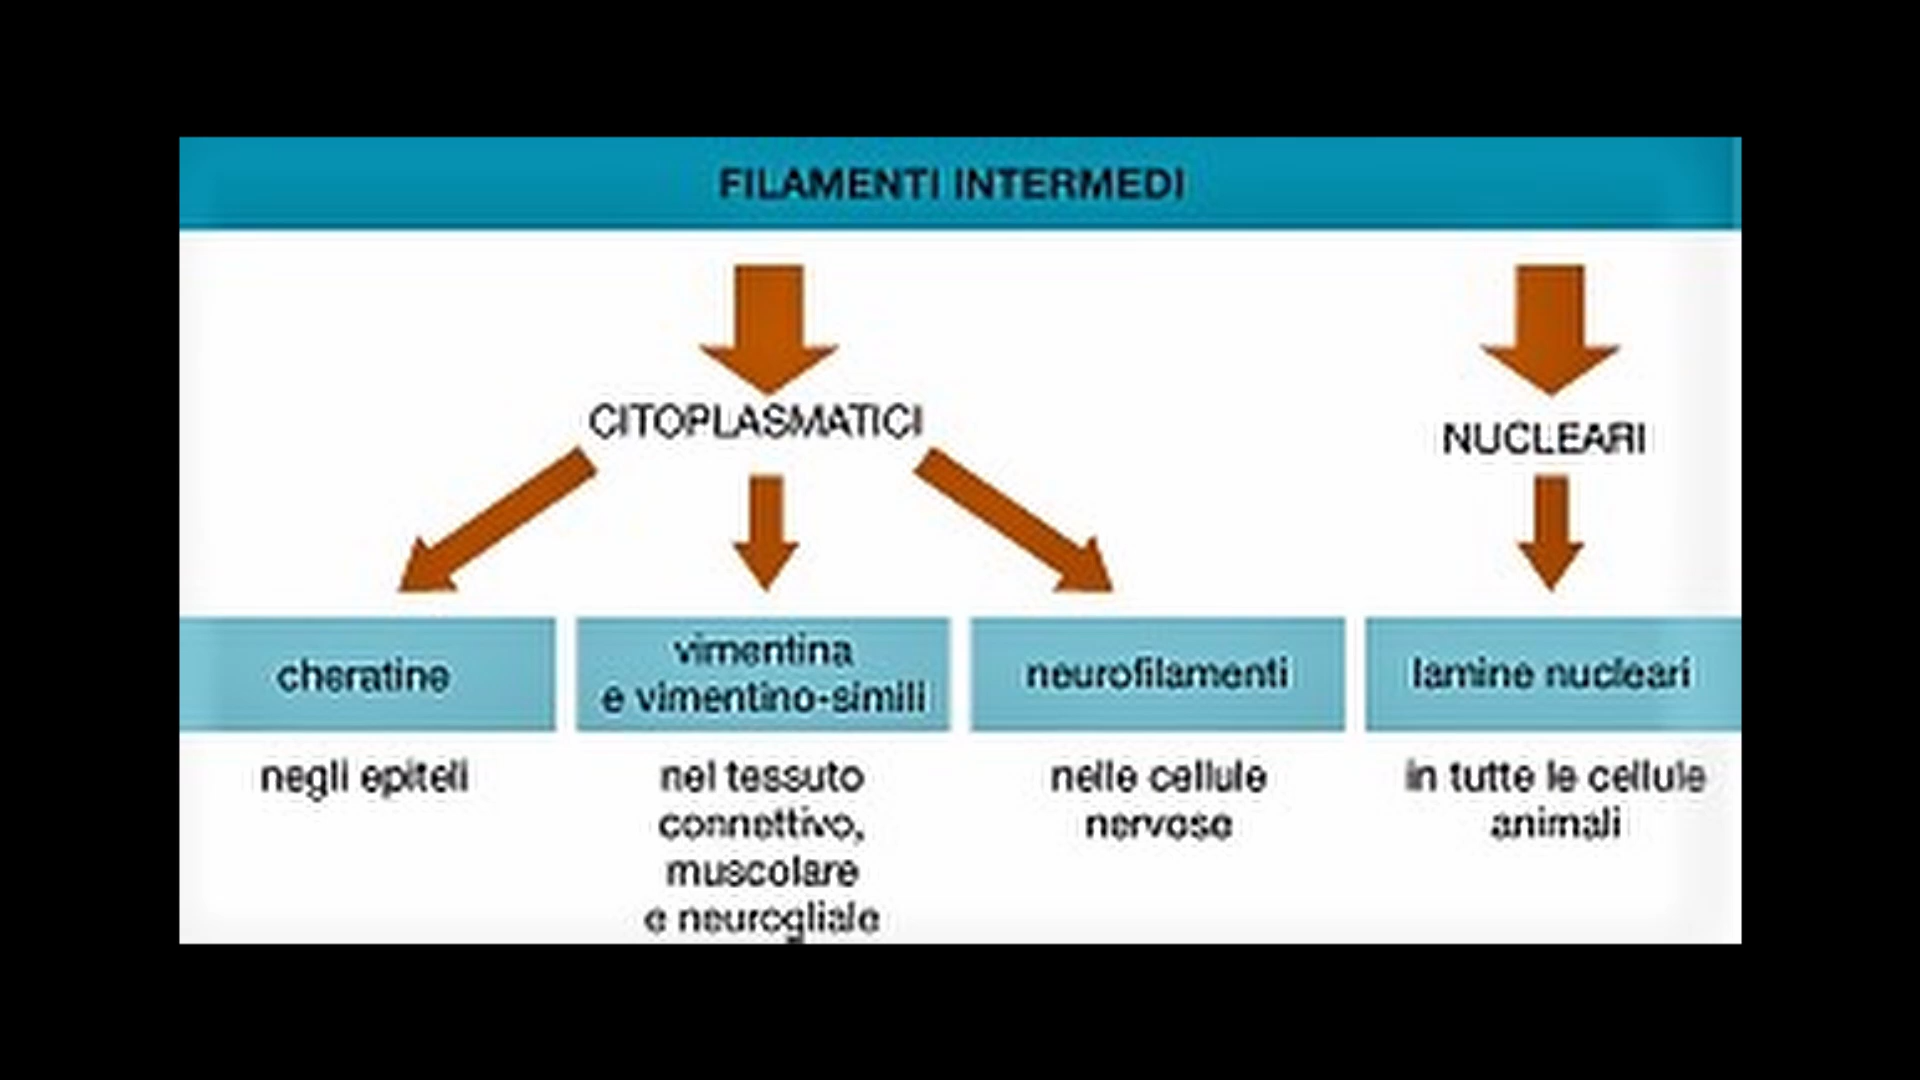 FILAMENTI INTERMEDI
CITOPLASMATICI
NUCLEARI
cheratine
vimentina
e vimentino-simili
neurofilamenti
lamine nucleari
negli epiteli
nel tessuto
connettivo,
muscolare
e neurogliale
nelle cellule
nervose
in tutte le cellule
animali